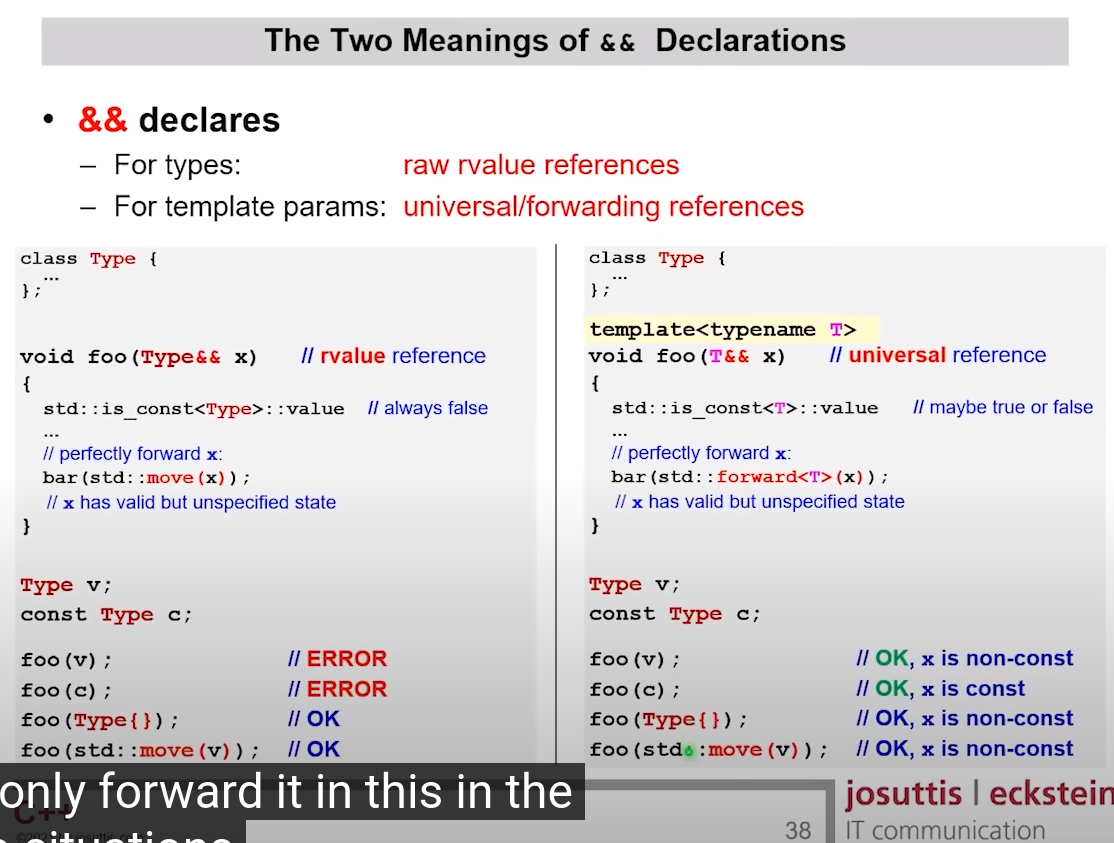 The Two Meanings of && Declarations
• && declares
– For types: raw rvalue references
– For template params: universal/forwarding references
class Type {
...
};
void foo(Type&& x) // rvalue reference
{
std::is_const<Type>::value // always false
...
// perfectly forward x:
bar(std::move(x));
// x has valid but unspecified state
}
Type v;
const Type c;
foo(v); // ERROR
foo(c); // ERROR
foo(Type{}); // OK
foo(std::move(v)); // OK
class Type {
...
};
template<typename T>
void foo(T&& x) // universal reference
{
std::is_const<T>::value // maybe true or false
...
// perfectly forward x:
bar(std::forward<T>(x));
// x has valid but unspecified state
}
Type v;
const Type c;
foo(v); // OK, x is non-const
foo(c); // OK, x is const
foo(Type{}); // OK, x is non-const
foo(std::move(v)); // OK, x is non-const
only forward it in this in the
situations
C++
38
josuttis | eckstein
IT communication